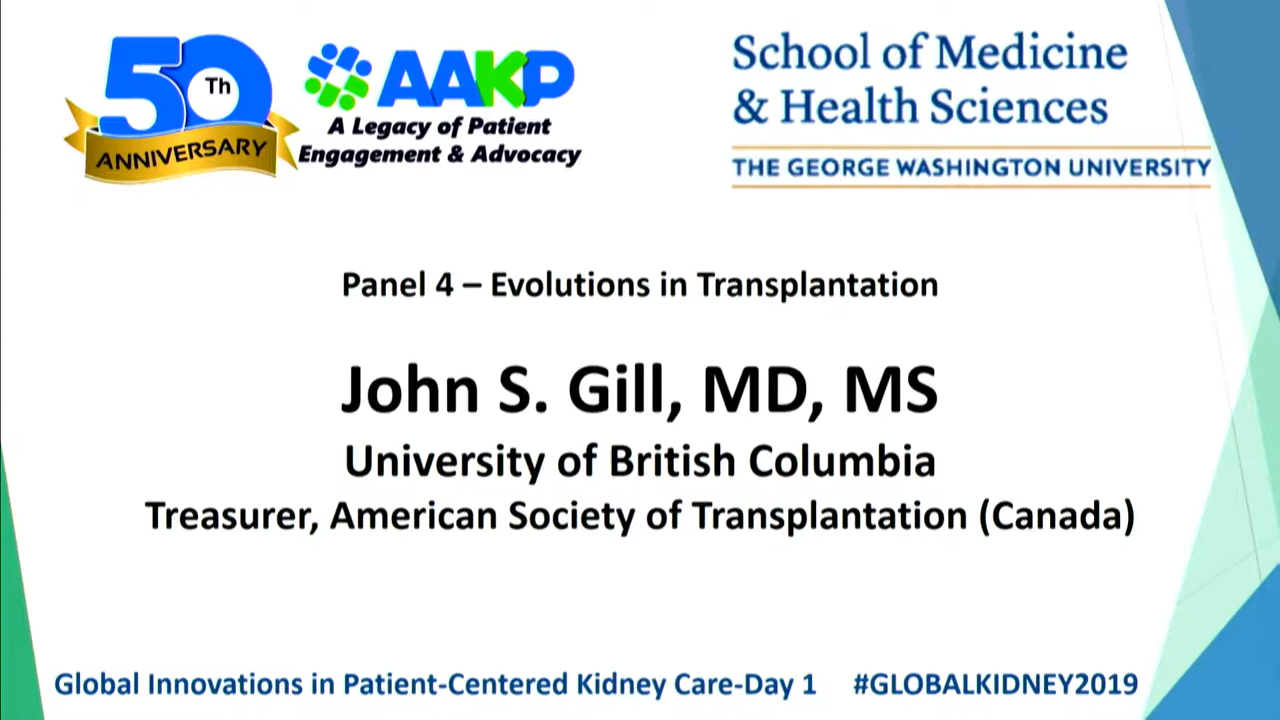 50Th
ANNIVERSARY
AAKP
A Legacy of Patient
Engagement & Advocacy
School of Medicine
& Health Sciences
THE GEORGE WASHINGTON UNIVERSITY
Panel 4 – Evolutions in Transplantation
John S. Gill, MD, MS
University of British Columbia
Treasurer, American Society of Transplantation (Canada)
Global Innovations in Patient-Centered Kidney Care-Day 1 #GLOBALKIDNEY2019